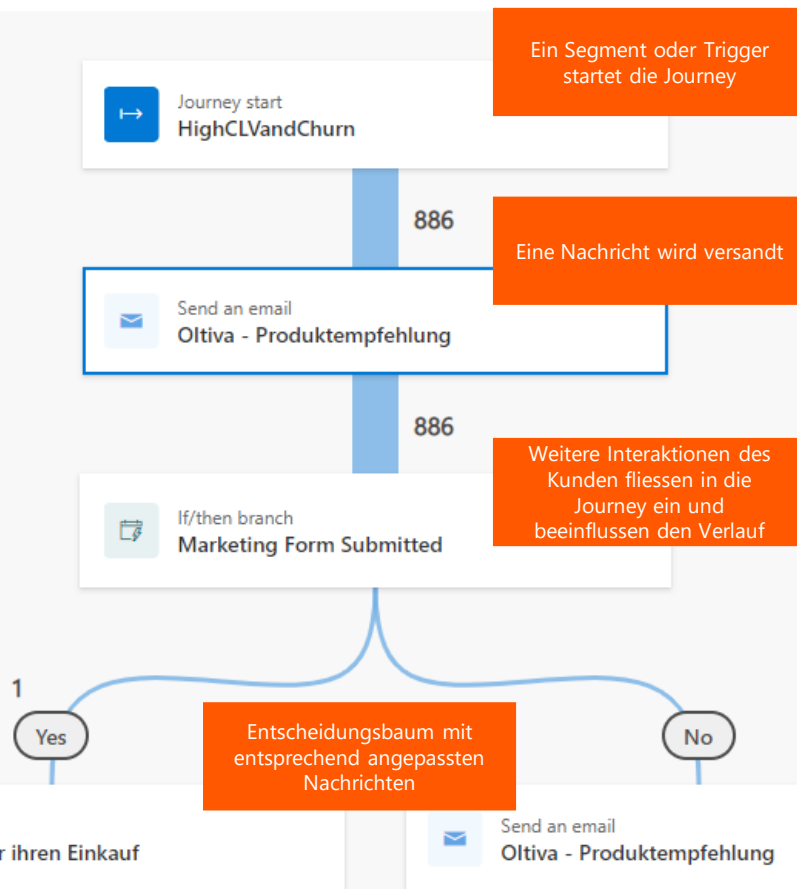 Ein Segment oder Trigger
startet die Journey
Journey start
HighCLVandChurn
886
Eine Nachricht wird versandt
Send an email
Oltiva - Produktempfehlung
886
Weitere Interaktionen des
Kunden fliessen in die
Journey ein und
beeinflussen den Verlauf
If/then branch
Marketing Form Submitted
1
Yes
No
Entscheidungsbaum mit
entsprechend angepassten
Nachrichten
r ihren Einkauf
Send an email
Oltiva - Produktempfehlung